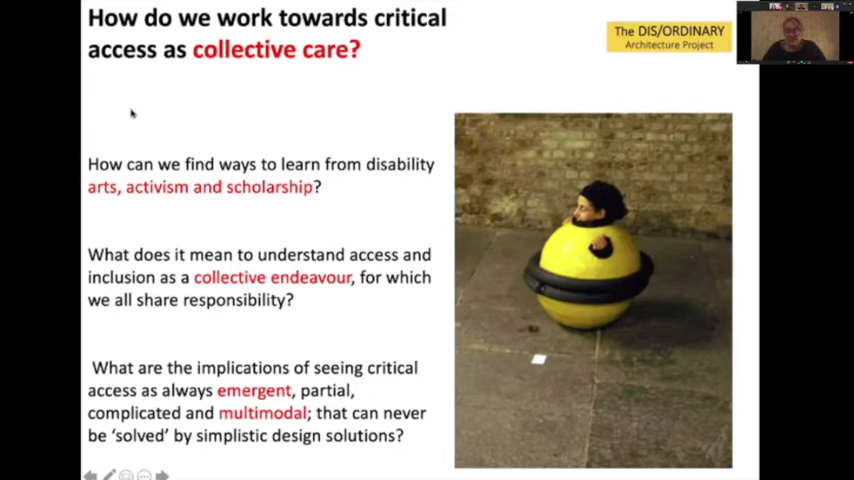 How do we work towards critical
access as collective care?
The DIS/ORDINARY
Architecture Project
How can we find ways to learn from disability
arts, activism and scholarship?
What does it mean to understand access and
inclusion as a collective endeavour, for which
we all share responsibility?
What are the implications of seeing critical
access as always emergent, partial,
complicated and multimodal; that can never
be ‘solved’ by simplistic design solutions?